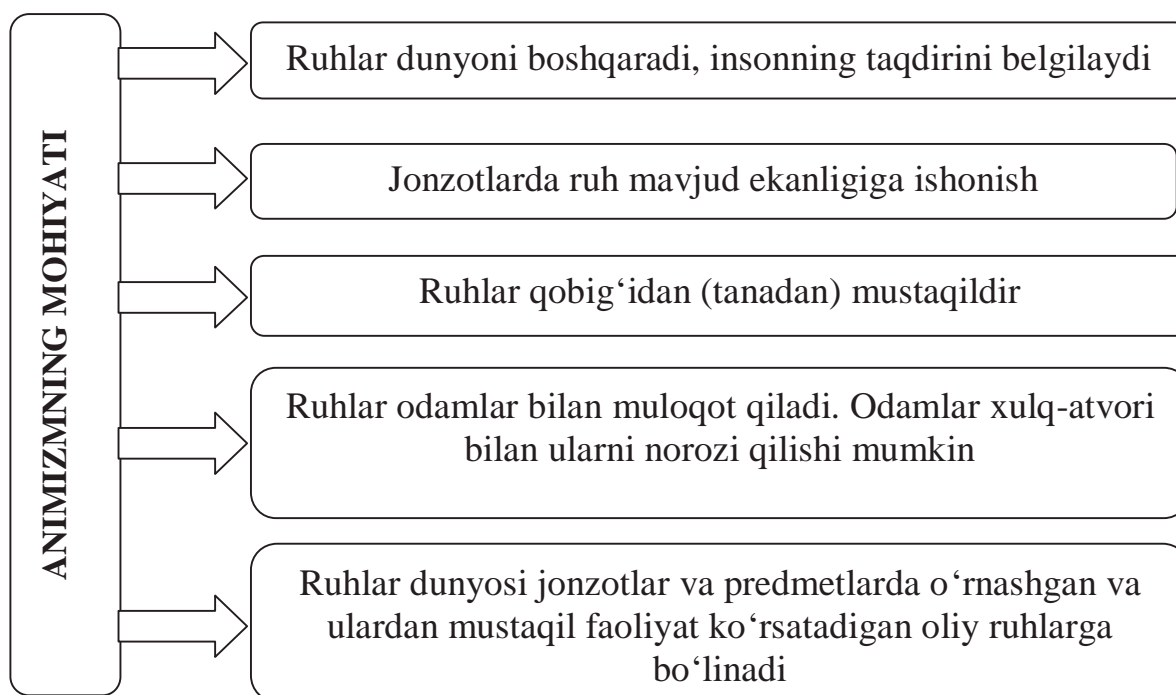 ANIMIZMNING MOHIYATI
Ruhlar dunyoni boshqaradi, insonning taqdirini belgilaydi
Jonzotlarda ruh mavjud ekanligiga ishonish
Ruhlar qobig‘idan (tanadan) mustaqildir
Ruhlar odamlar bilan muloqot qiladi. Odamlar xulq-atvori
bilan ularni norozi qilishi mumkin
Ruhlar dunyosi jonzotlar va predmetlarda o‘rnashgan va
ulardan mustaqil faoliyat ko‘rsatadigan oliy ruhlarga
bo‘linadi